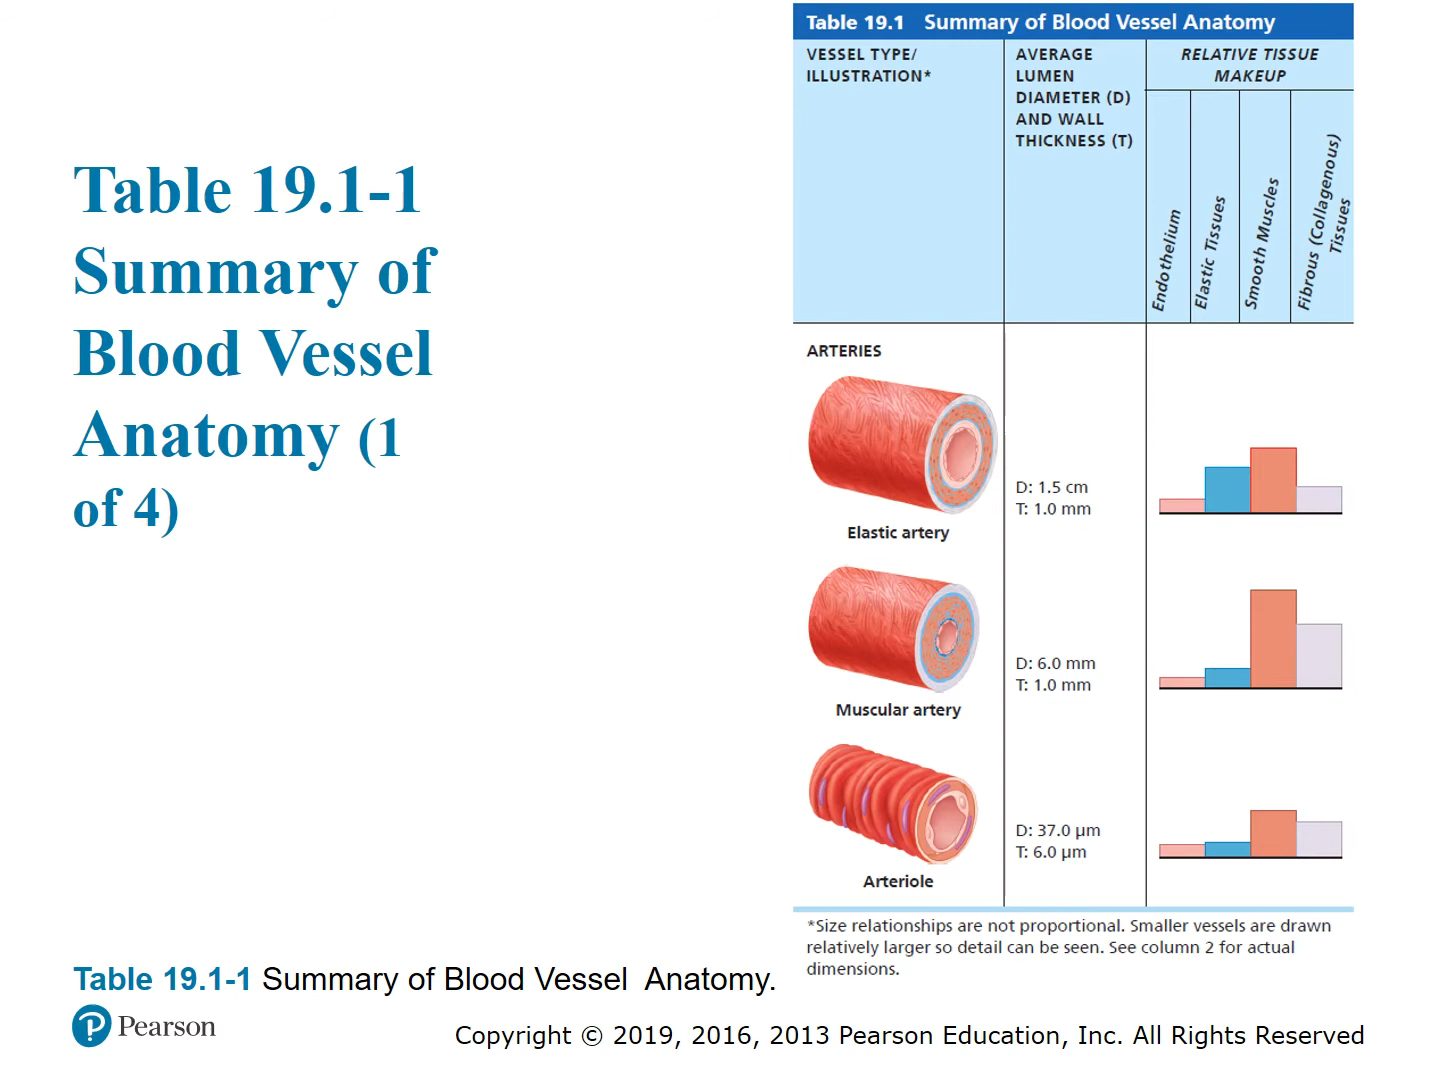 Table 19.1-1
Summary of
Blood Vessel
Anatomy (1
of 4)
Table 19.1 Summary of Blood Vessel Anatomy
VESSEL TYPE/
ILLUSTRATION*
AVERAGE
LUMEN
DIAMETER (D)
AND WALL
THICKNESS (T)
RELATIVE TISSUE
MAKEUP
Endothelium
Elastic Tissues
Smooth Muscles
Fibrous (Collagenous)
Tissues
ARTERIES
Elastic artery
D: 1.5 cm
T: 1.0 mm
Muscular artery
D: 6.0 mm
T: 1.0 mm
Arteriole
D: 37.0 µm
T: 6.0 µm
*Size relationships are not proportional. Smaller vessels are drawn
relatively larger so detail can be seen. See column 2 for actual
dimensions.
Table 19.1-1 Summary of Blood Vessel Anatomy.
P Pearson
Copyright © 2019, 2016, 2013 Pearson Education, Inc. All Rights Reserved